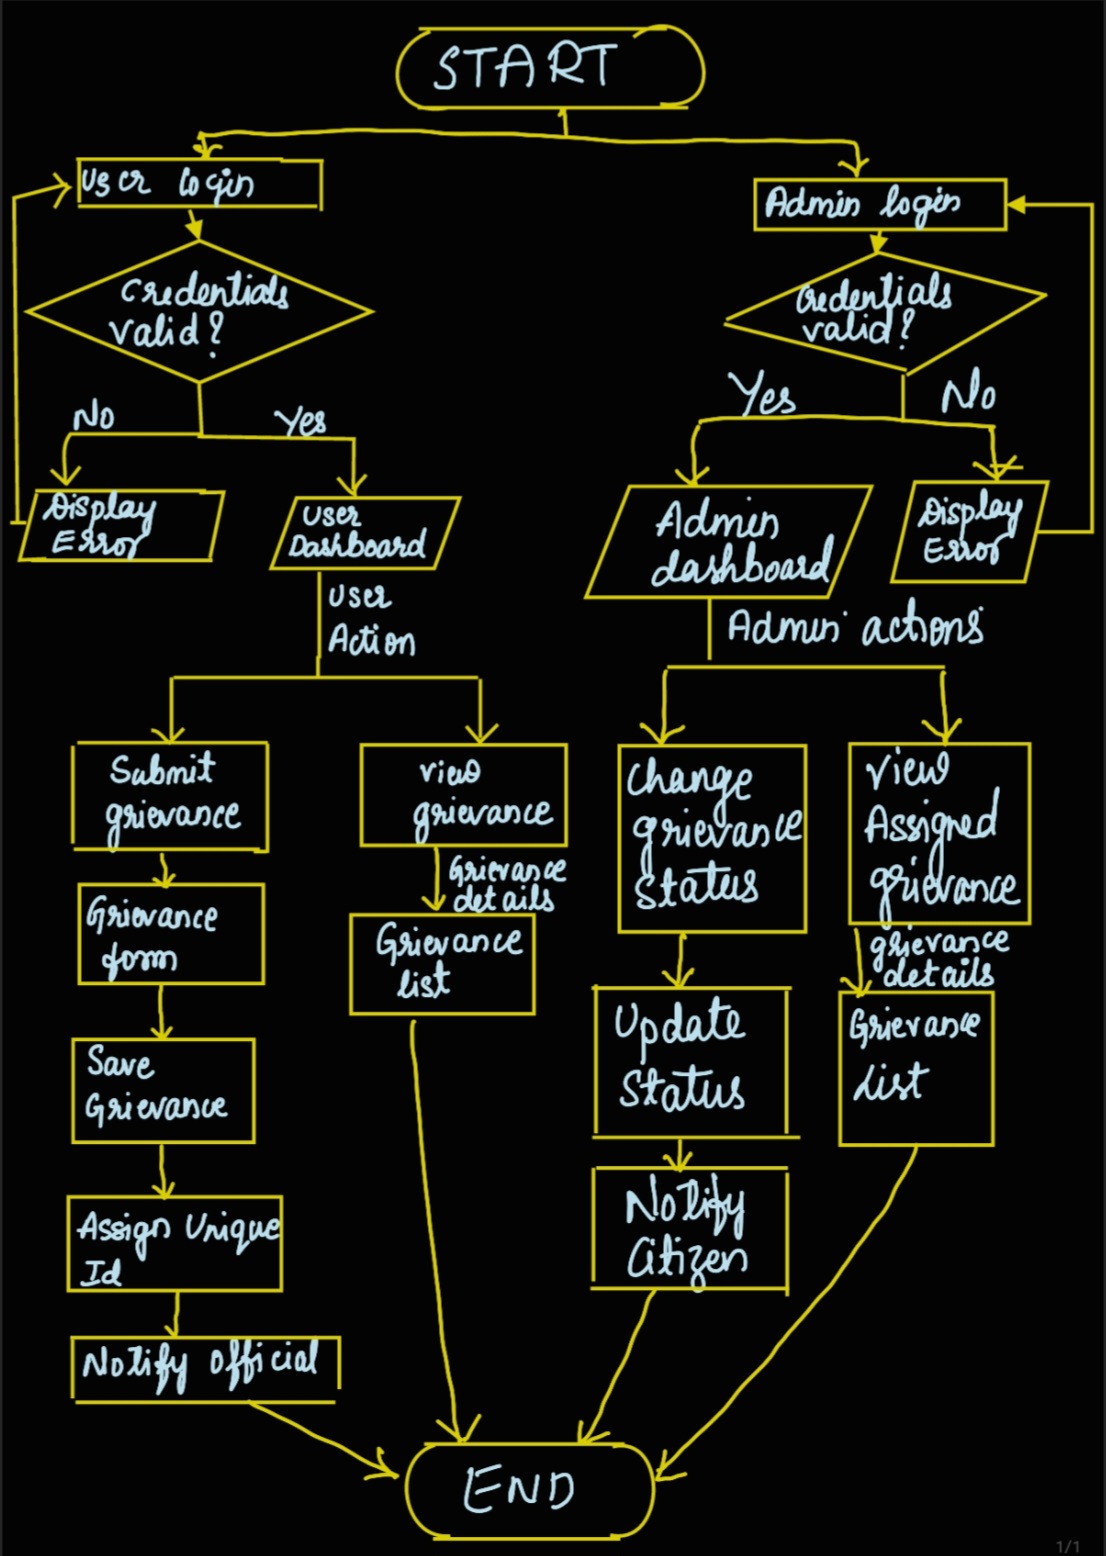 START
User login
Admin login
Credentials
valid?
credentials
valid?
No
Yes
Yes
No
Display
Error
User
Dashboard
Admin
dashboard
Display
Error
User
Action
Admin actions
Submit
grievance
view
grievance
Change
grievance
Status
View
Assigned
grievance
Grievance
details
grievance
details
Grievance
form
Grievance
list
Update
Status
Grievance
List
Save
Grievance
Assign Unique
Id
Notify
Citizen
Notify official
END
1/1